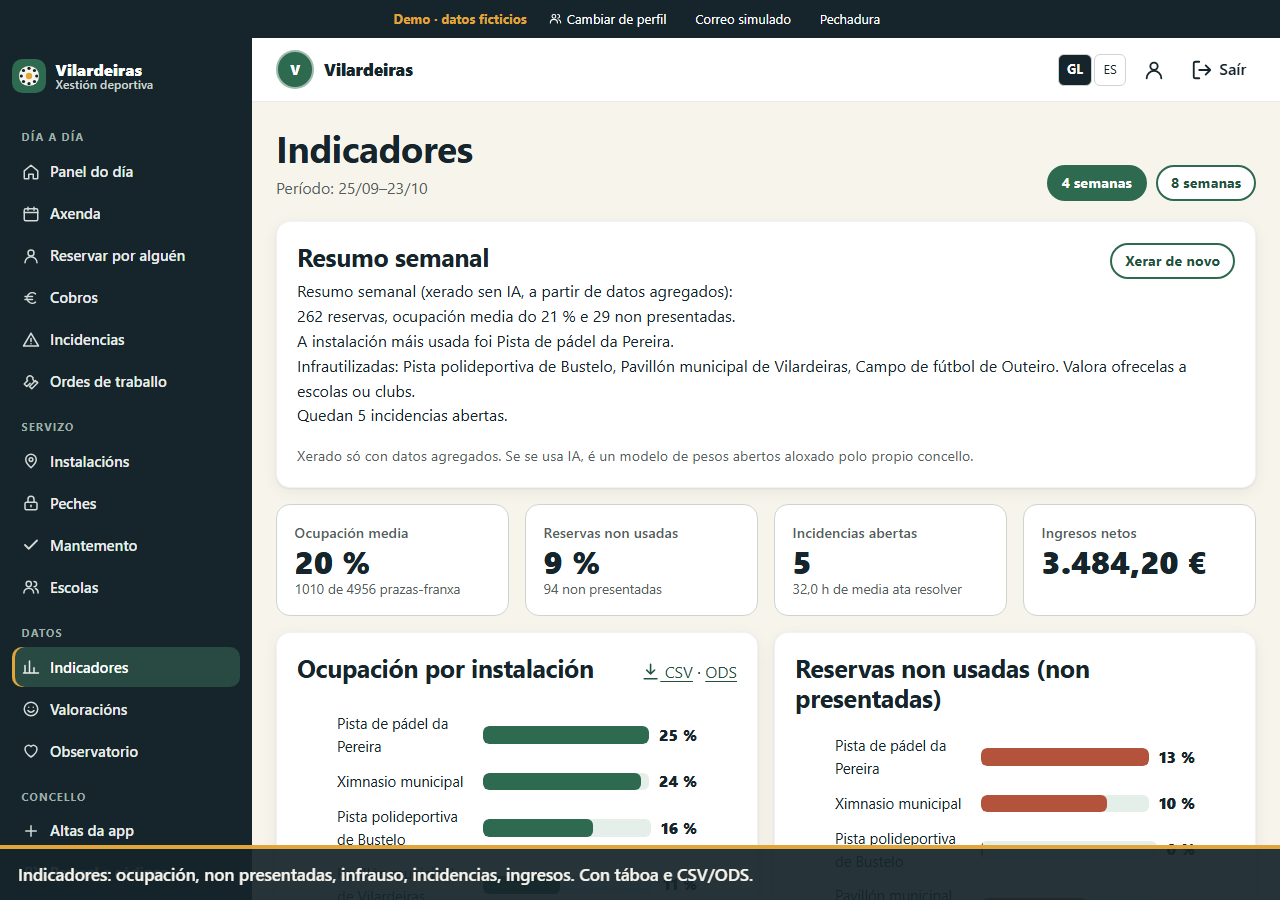 Demo · datos ficticios
Cambiar de perfil
Correo simulado
Pechadura
Vilardeiras
Xestión deportiva
DÍA A DÍA
Panel do día
Axenda
Reservar por alguén
Cobros
Incidencias
Ordes de traballo
SERVIZO
Instalacións
Peches
Mantemento
Escolas
DATOS
Indicadores
Valoracións
Observatorio
CONCELLO
Altas da app
V
Vilardeiras
GL
ES
Saír
Indicadores
Período: 25/09–23/10
4 semanas
8 semanas
Resumo semanal
Xerar de novo
Resumo semanal (xerado sen IA, a partir de datos agregados):
262 reservas, ocupación media do 21 % e 29 non presentadas.
A instalación máis usada foi Pista de pádel da Pereira.
Infrautilizadas: Pista polideportiva de Bustelo, Pavillón municipal de Vilardeiras, Campo de fútbol de Outeiro. Valora ofrecelas a
escolas ou clubs.
Quedan 5 incidencias abertas.
Xerado só con datos agregados. Se se usa IA, é un modelo de pesos abertos aloxado polo propio concello.
Ocupación media
20 %
1010 de 4956 prazas-franxa
Reservas non usadas
9 %
94 non presentadas
Incidencias abertas
5
32,0 h de media ata resolver
Ingresos netos
3.484,20 €
Ocupación por instalación
CSV · ODS
Pista de pádel da
Pereira
25 %
Ximnasio municipal
24 %
Pista polideportiva
de Bustelo
16 %
de Vilardeiras
11 %
Reservas non usadas (non
presentadas)
Pista de pádel da
Pereira
13 %
Ximnasio municipal
10 %
Pista polideportiva
de Bustelo
Pavillón municipal
Indicadores: ocupación, non presentadas, infrauso, incidencias, ingresos. Con táboa e CSV/ODS.